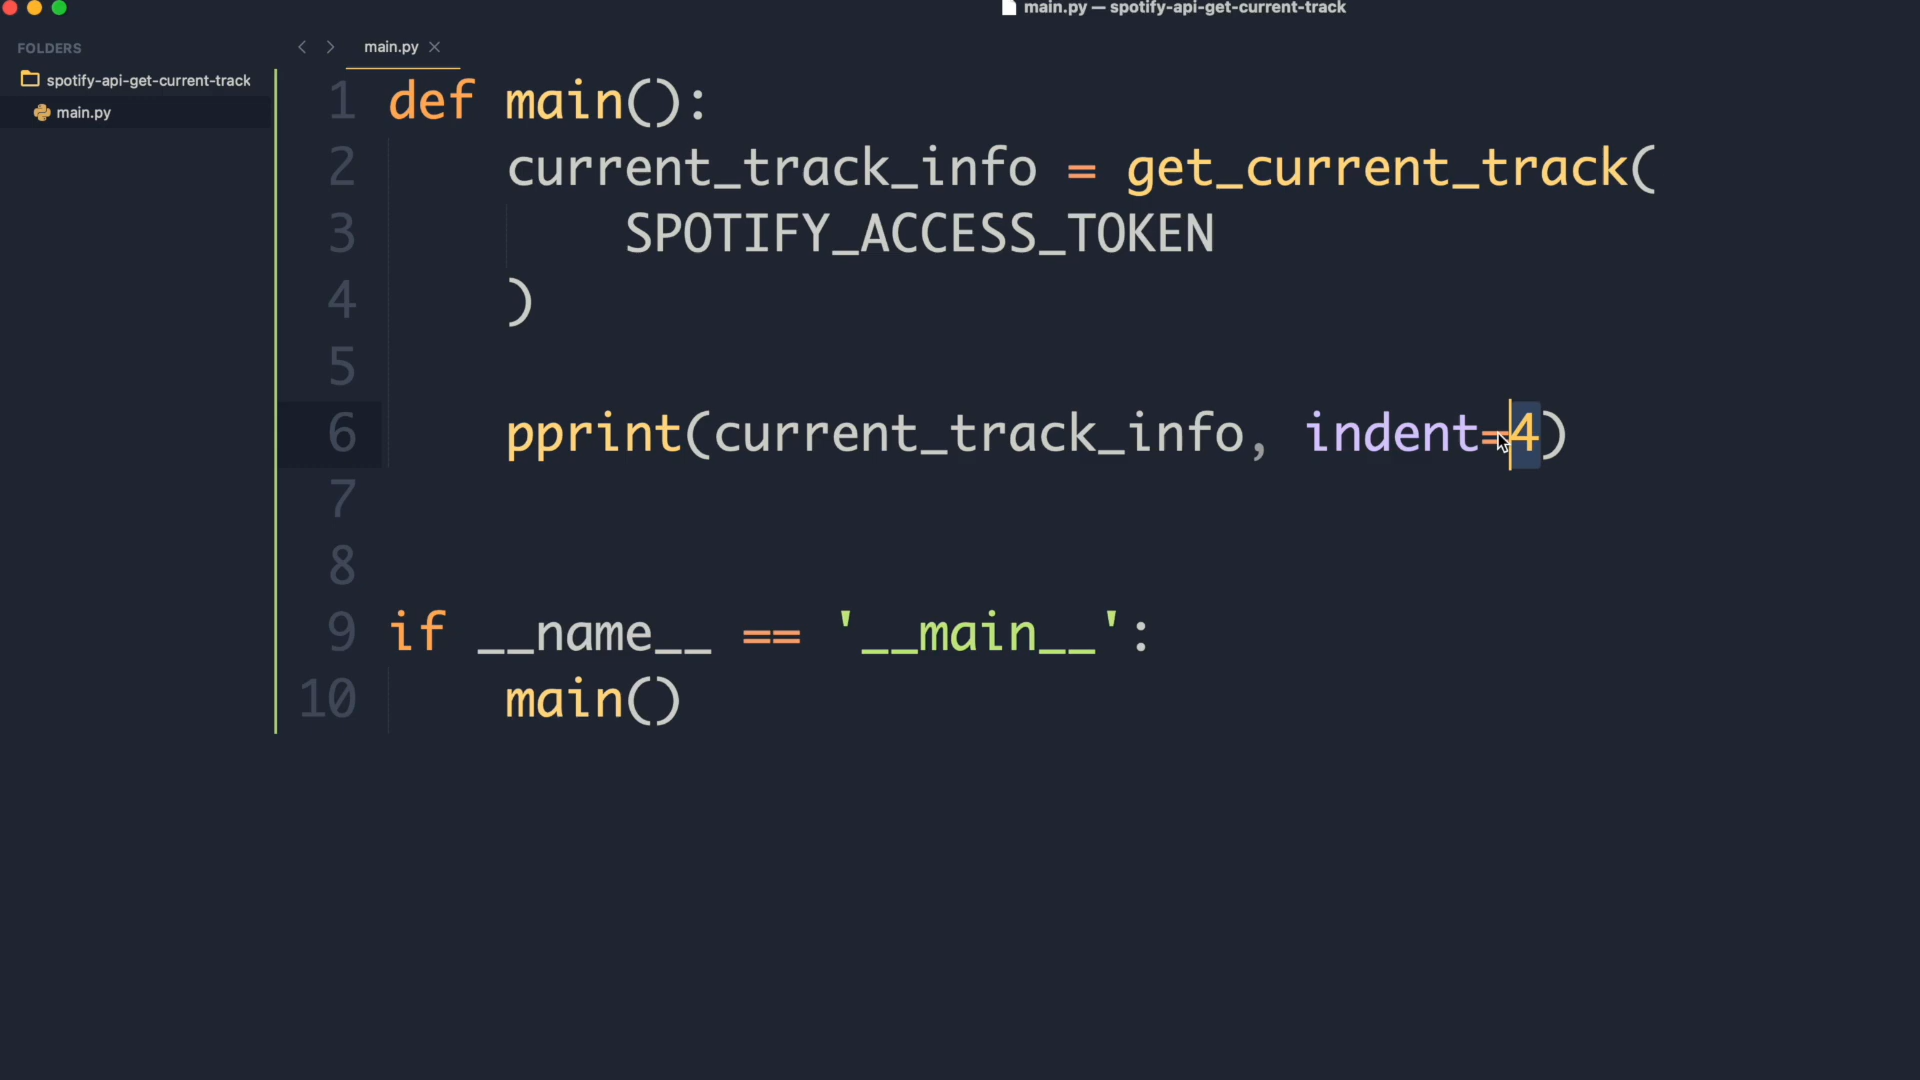 main.py — spotify-api-get-current-track
FOLDERS
spotify-api-get-current-track
main.py
main.py
1 def main():
2     current_track_info = get_current_track(
3         SPOTIFY_ACCESS_TOKEN
4     )
5
6     pprint(current_track_info, indent=4)
7
8
9 if __name__ == '__main__':
10     main()